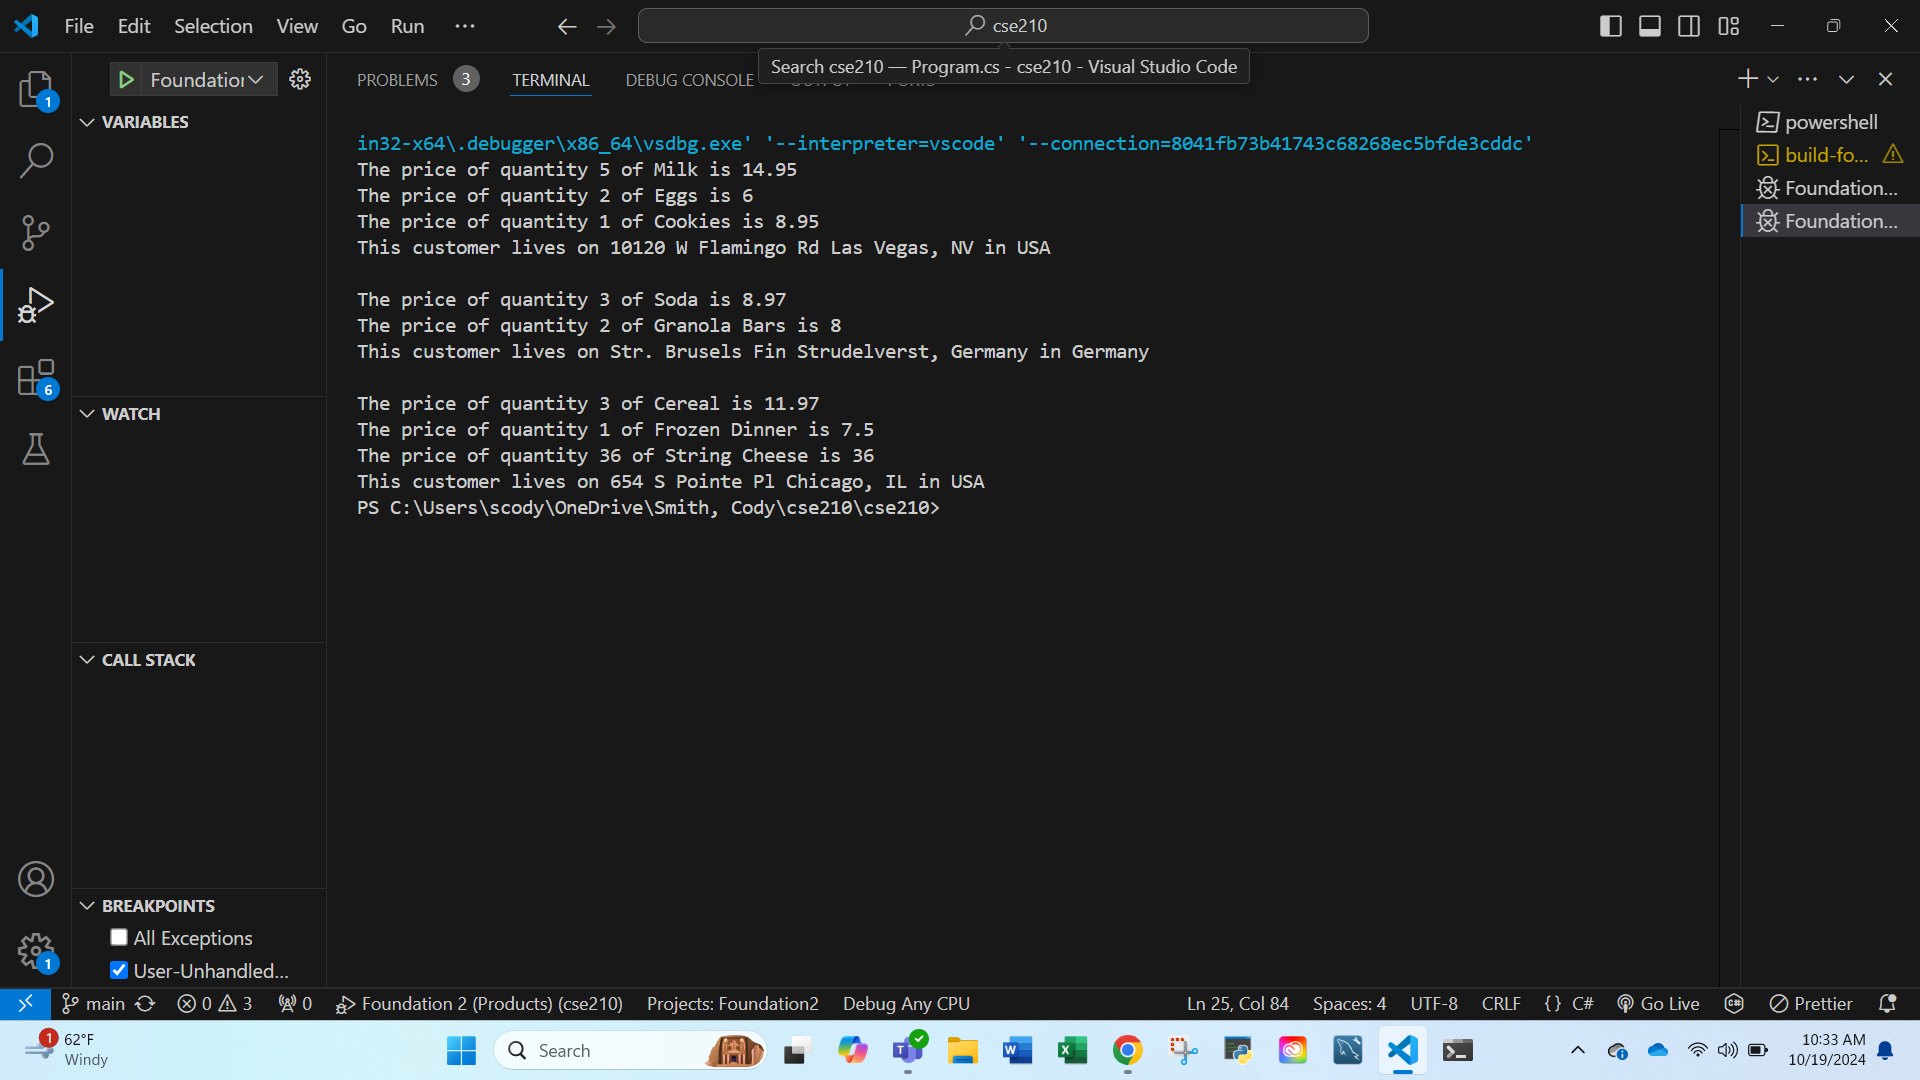 File Edit Selection View Go Run ···
cse210
Search cse210 — Program.cs - cse210 - Visual Studio Code
Foundation
PROBLEMS 3 TERMINAL DEBUG CONSOLE
VARIABLES
WATCH
CALL STACK
BREAKPOINTS
All Exceptions
User-Unhandled...
1
6
1
in32-x64\.debugger\x86_64\vsdbg.exe' '--interpreter=vscode' '--connection=8041fb73b41743c68268ec5bfde3cddc'
The price of quantity 5 of Milk is 14.95
The price of quantity 2 of Eggs is 6
The price of quantity 1 of Cookies is 8.95
This customer lives on 10120 W Flamingo Rd Las Vegas, NV in USA
The price of quantity 3 of Soda is 8.97
The price of quantity 2 of Granola Bars is 8
This customer lives on Str. Brusels Fin Strudelverst, Germany in Germany
The price of quantity 3 of Cereal is 11.97
The price of quantity 1 of Frozen Dinner is 7.5
The price of quantity 36 of String Cheese is 36
This customer lives on 654 S Pointe Pl Chicago, IL in USA
PS C:\Users\scody\OneDrive\Smith, Cody\cse210\cse210>
powershell
build-fo...
Foundation...
Foundation...
main 0 3 0 Foundation 2 (Products) (cse210) Projects: Foundation2 Debug Any CPU Ln 25, Col 84 Spaces: 4 UTF-8 CRLF {} C# Go Live Prettier
1 62°F
Windy
Search
10:33 AM
10/19/2024